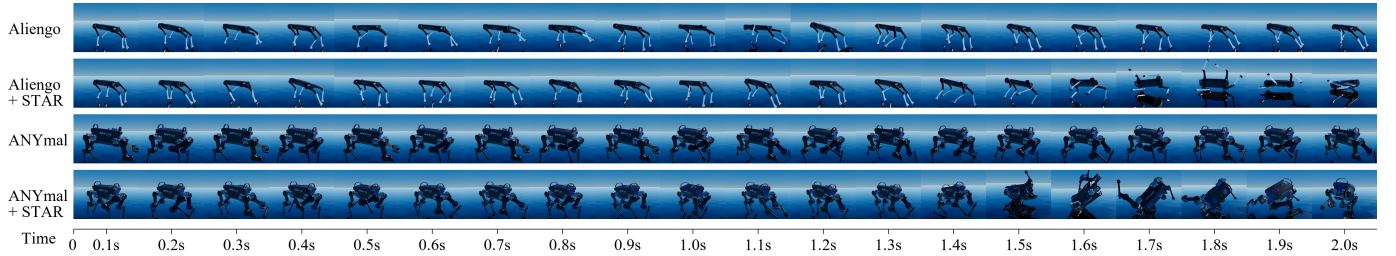 Aliengo
Aliengo
+ STAR
ANYmal
ANYmal
+ STAR
Time
0 0.1s 0.2s 0.3s 0.4s 0.5s 0.6s 0.7s 0.8s 0.9s 1.0s 1.1s 1.2s 1.3s 1.4s 1.5s 1.6s 1.7s 1.8s 1.9s 2.0s